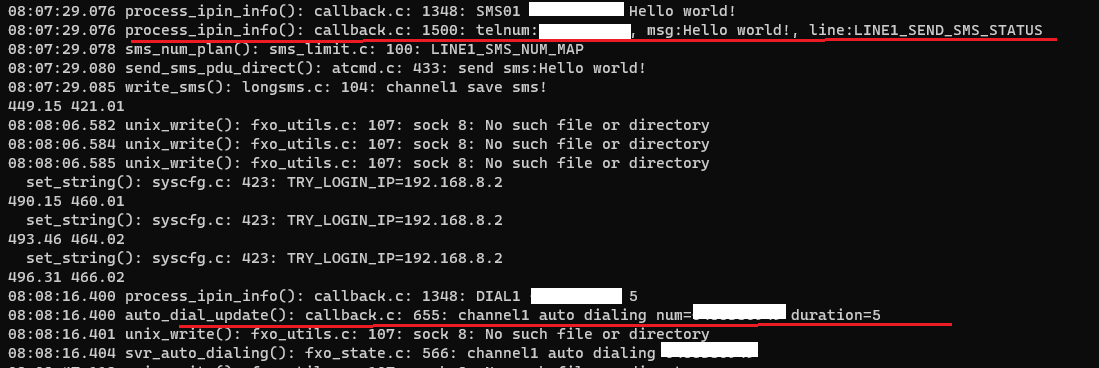 08:07:29.076 process_ipin_info(): callback.c: 1348: SMS01 Hello world!
08:07:29.076 process_ipin_info(): callback.c: 1500: telnum: , msg:Hello world!, line:LINE1_SEND_SMS_STATUS
08:07:29.078 sms_num_plan(): sms_limit.c: 100: LINE1_SMS_NUM_MAP
08:07:29.080 send_sms_pdu_direct(): atcmd.c: 433: send sms:Hello world!
08:07:29.085 write_sms(): longsms.c: 104: channel1 save sms!
449.15 421.01
08:08:06.582 unix_write(): fxo_utils.c: 107: sock 8: No such file or directory
08:08:06.584 unix_write(): fxo_utils.c: 107: sock 8: No such file or directory
08:08:06.585 unix_write(): fxo_utils.c: 107: sock 8: No such file or directory
set_string(): syscfg.c: 423: TRY_LOGIN_IP=192.168.8.2
490.15 460.01
set_string(): syscfg.c: 423: TRY_LOGIN_IP=192.168.8.2
493.46 464.02
set_string(): syscfg.c: 423: TRY_LOGIN_IP=192.168.8.2
496.31 466.02
08:08:16.400 process_ipin_info(): callback.c: 1348: DIAL1 5
08:08:16.400 auto_dial_update(): callback.c: 655: channel1 auto dialing num= duration=5
08:08:16.401 unix_write(): fxo_utils.c: 107: sock 8: No such file or directory
08:08:16.404 svr_auto_dialing(): fxo_state.c: 566: channel1 auto dialing